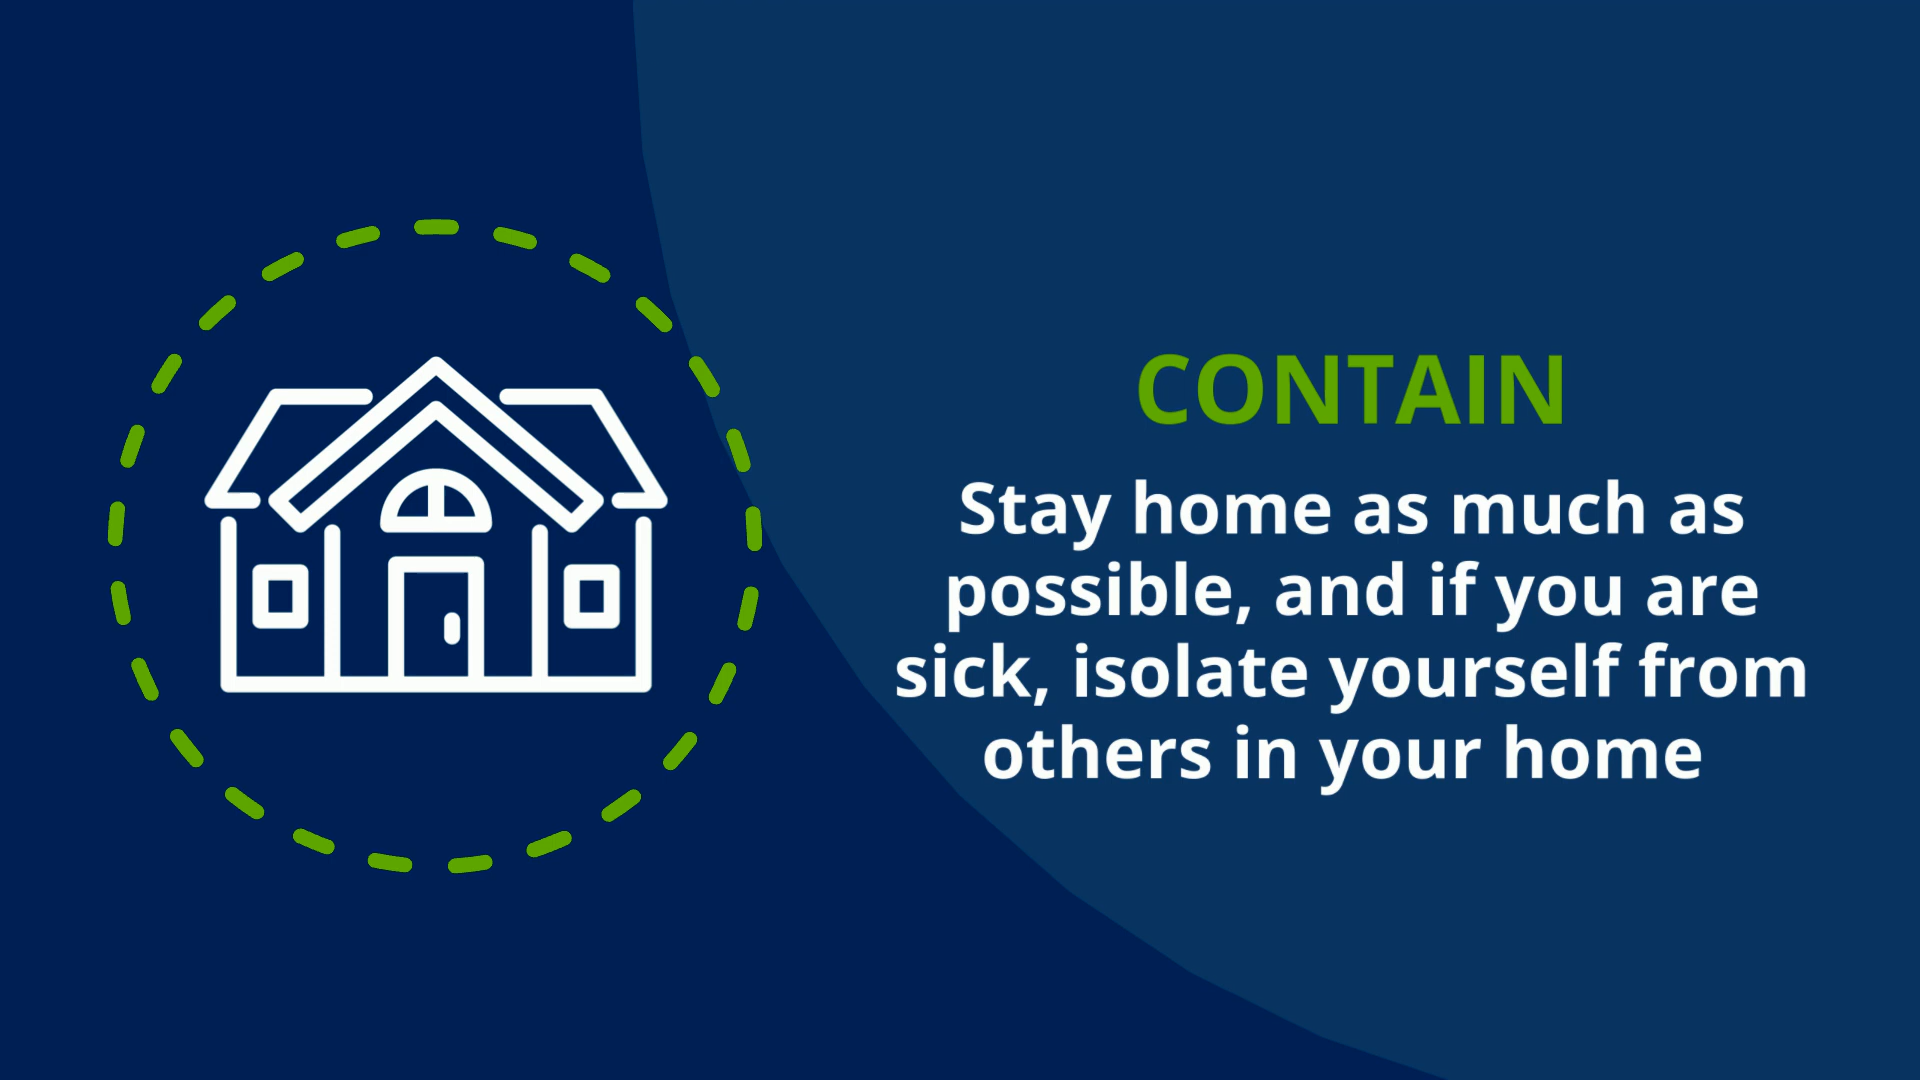 CONTAIN
Stay home as much as
possible, and if you are
sick, isolate yourself from
others in your home